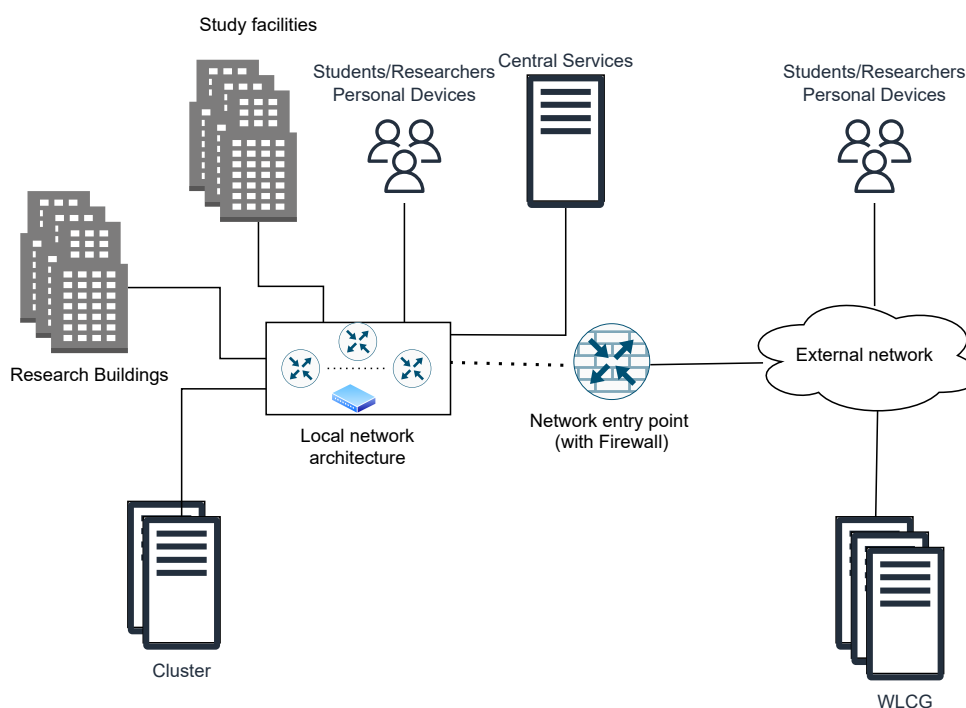 Study facilities
Students/Researchers
Personal Devices
Central Services
Students/Researchers
Personal Devices
External network
Research Buildings
Network entry point
(with Firewall)
Local network
architecture
Cluster
WLCG